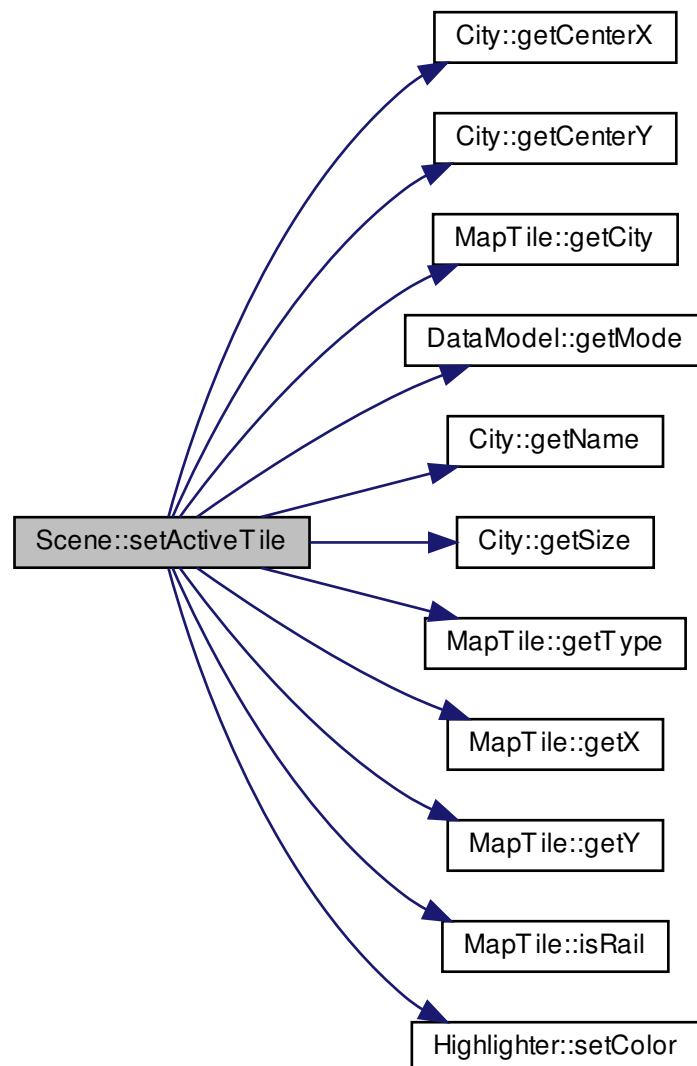 City::getCenterX
City::getCenterY
MapTile::getCity
DataModel::getMode
City::getName
Scene::setActiveTile
City::getSize
MapTile::getType
MapTile::getX
MapTile::getY
MapTile::isRail
Highlighter::setColor